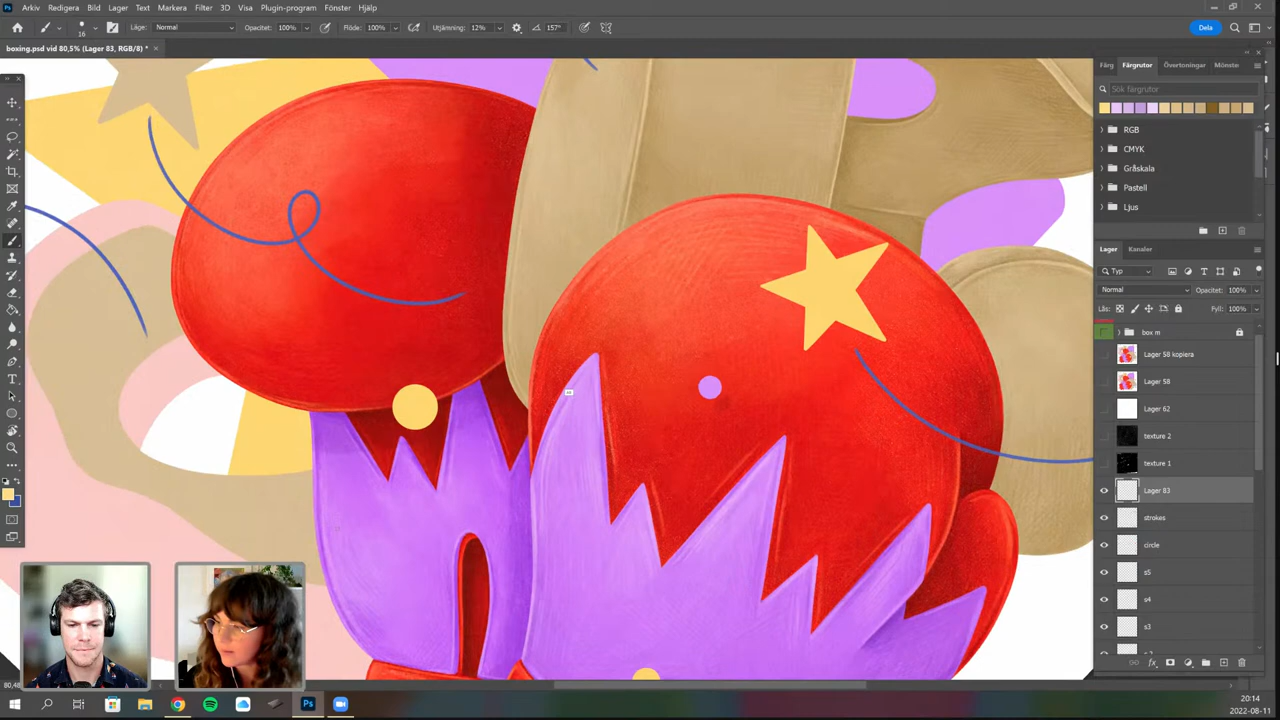 Arkiv Redigera Bild Lager Text Markera Filter 3D Visa Plugin-program Fönster Hjälp
16 Läge: Normal Opacitet: 100% Flöde: 100% Utjämning: 12% 157° Dela
boxing.psd vid 80,5% (Lager 83, RGB/8) *
Färg Färgrutor Övertoningar Mönste
Sök färgrutor
RGB
CMYK
Gråskala
Pastell
Ljus
Lager Kanaler
Typ
Normal Opacitet: 100%
Lås: Fyll: 100%
box m
Lager 58 kopiera
Lager 58
Lager 62
texture 2
texture 1
Lager 83
strokes
circle
s5
s4
s3
20:14
2022-08-11